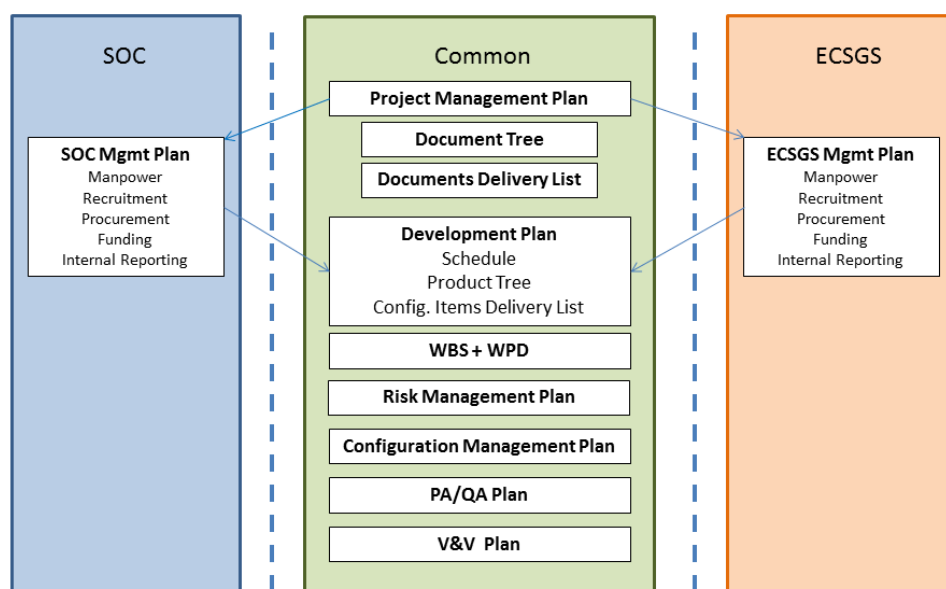 SOC
SOC Mgmt Plan
Manpower
Recruitment
Procurement
Funding
Internal Reporting
Common
Project Management Plan
Document Tree
Documents Delivery List
Development Plan
Schedule
Product Tree
Config. Items Delivery List
WBS + WPD
Risk Management Plan
Configuration Management Plan
PA/QA Plan
V&V Plan
ECSGS
ECSGS Mgmt Plan
Manpower
Recruitment
Procurement
Funding
Internal Reporting